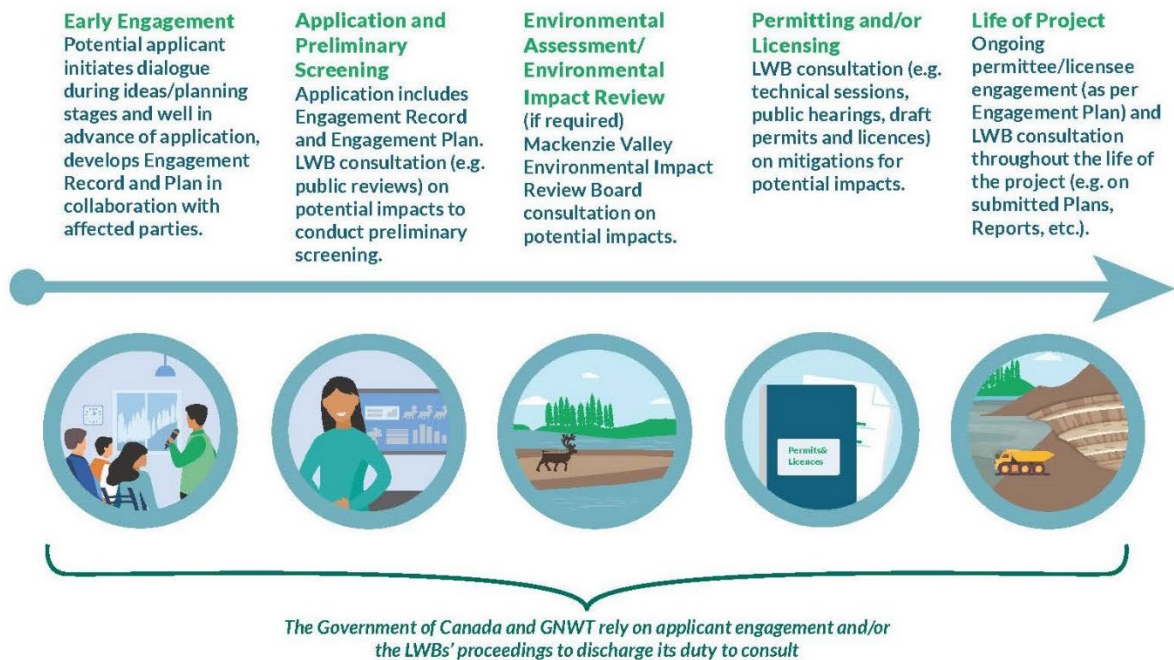 Early Engagement
Potential applicant
initiates dialogue
during ideas/planning
stages and well in
advance of application,
develops Engagement
Record and Plan in
collaboration with
affected parties.
Application and
Preliminary
Screening
Application includes
Engagement Record
and Engagement Plan.
LWB consultation (e.g.
public reviews) on
potential impacts to
conduct preliminary
screening.
Environmental
Assessment/
Environmental
Impact Review
(if required)
Mackenzie Valley
Environmental Impact
Review Board
consultation on
potential impacts.
Permitting and/or
Licensing
LWB consultation (e.g.
technical sessions,
public hearings, draft
permits and licences)
on mitigations for
potential impacts.
Life of Project
Ongoing
permittee/licensee
engagement (as per
Engagement Plan) and
LWB consultation
throughout the life of
the project (e.g. on
submitted Plans,
Reports, etc.).
Permits&
Licences
The Government of Canada and GNWT rely on applicant engagement and/or
the LWBs' proceedings to discharge its duty to consult